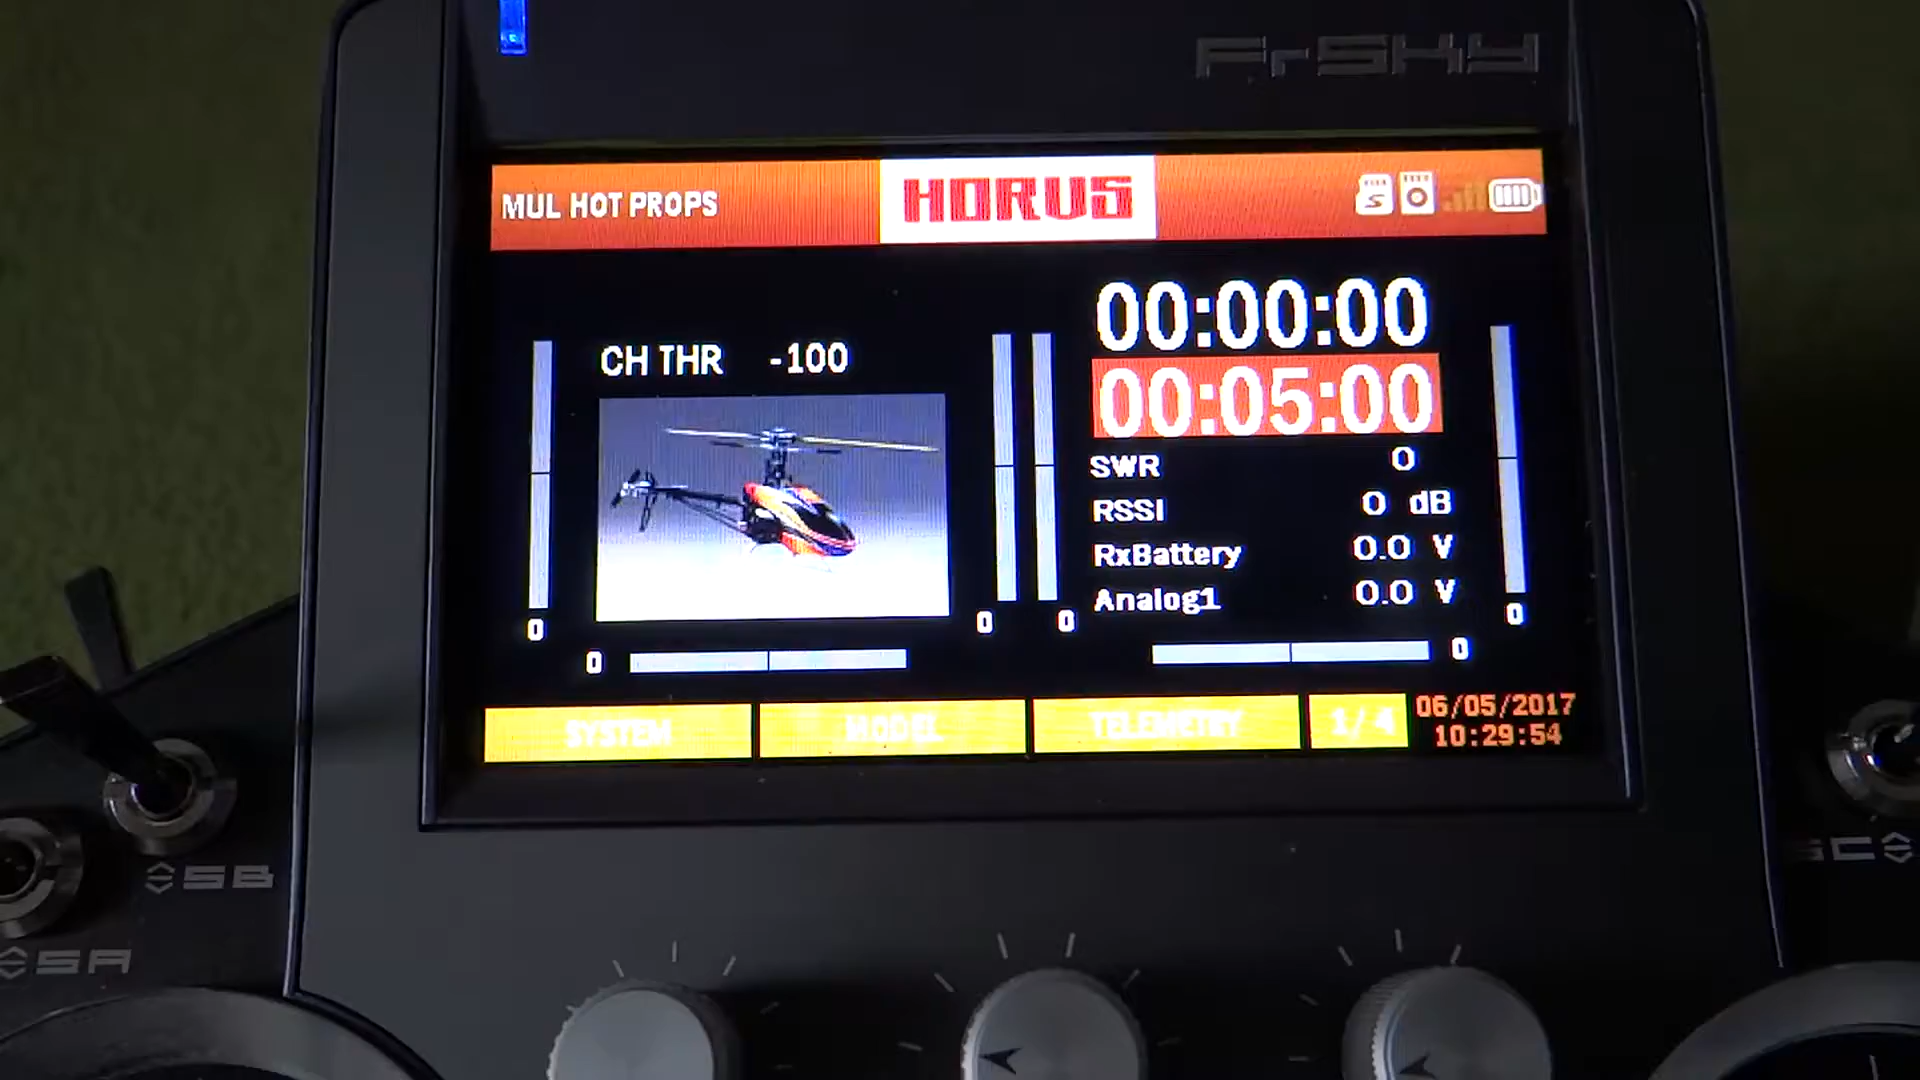 FrSKY
MUL HOT PROPS
HORUS
S
00:00:00
CH THR -100
00:05:00
SWR 0
RSSI 0 dB
RxBattery 0.0 V
Analog1 0.0 V
0 0 0 0
0 0
SYSTEM MODEL TELEMETRY 1/4
06/05/2017
10:29:54
SB
SC
SA